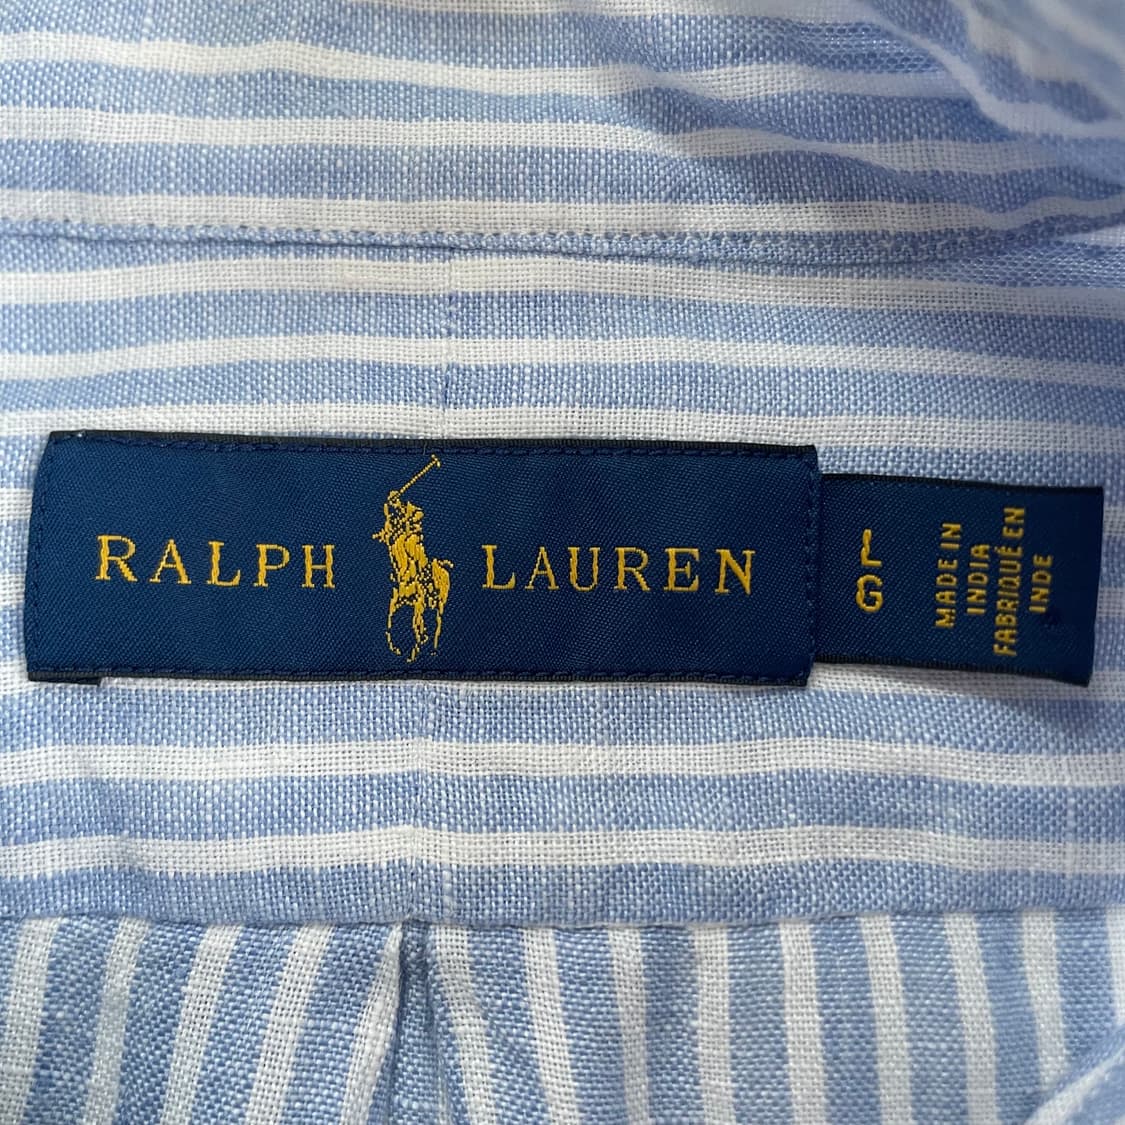 RALPH LAUREN
L
G
MADE IN
INDIA
FABRIQUÉ EN
INDE